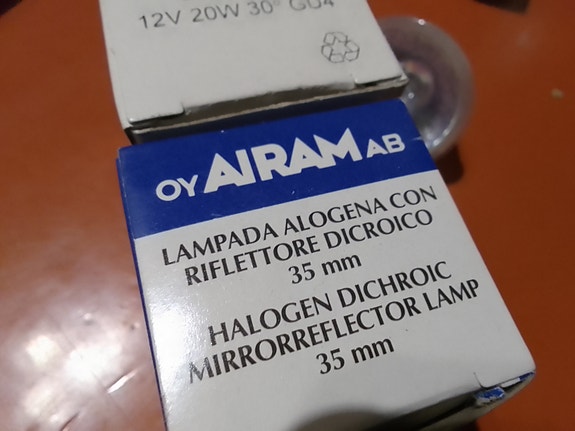 12V 20W 30° GU4
OY AIRAM AB
LAMPADA ALOGENA CON
RIFLETTORE DICROICO
35 mm
HALOGEN DICHROIC
MIRRORREFLECTOR LAMP
35 mm